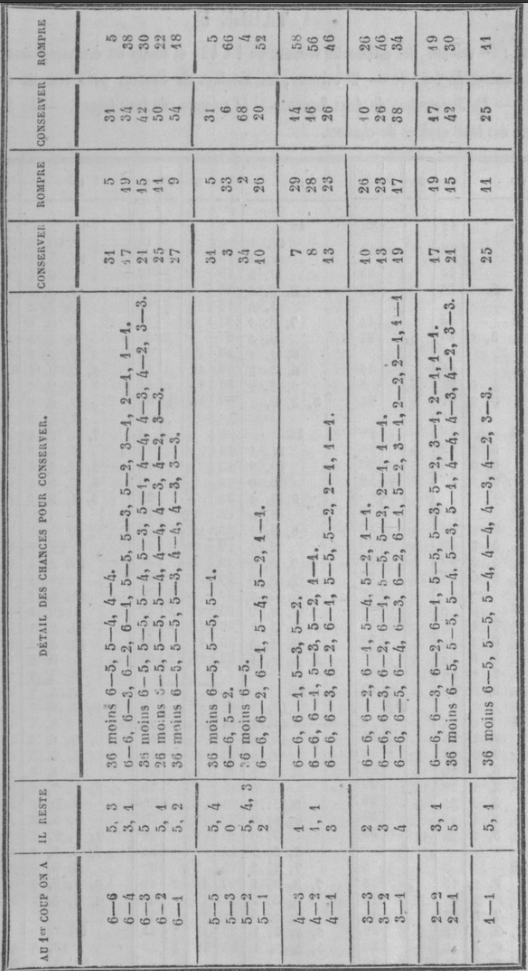 AU 1er COUP ON A IL RESTE DÉTAIL DES CHANCES POUR CONSERVER. CONSERVER ROMPRE CONSERVER ROMPRE
6—6 5, 3 36 moins 6—5, 5—4, 4—4. 31 5 31 5
6—4 3, 1 6—6, 6—3, 6—2, 6—1, 5—5, 5—3, 5—2, 3—1, 2—1, 1—1. 17 19 34 38
6—3 5 36 moins 6—5, 5—5, 5—4, 5—3, 5—1, 4—4, 4—3, 4—2, 3—3. 21 15 42 30
6—2 5, 1 36 moins 6—5, 5—5, 5—4, 4—4, 4—3, 4—2, 3—3. 25 11 50 22
6—1 5, 2 36 moins 6—5, 5—5, 5—3, 4—4, 4—3, 3—3. 27 9 54 18
5—5 5, 4 36 moins 6—5, 5—5, 5—1. 31 5 31 5
5—3 0 6—6, 5—2. 3 33 6 66
5—2 5, 4, 3 36 moins 6—5. 34 2 68 4
5—1 2 6—6, 6—2, 6—1, 5—4, 5—2, 1—1. 10 26 20 52
4—3 1 6—6, 6—1, 5—3, 5—2. 7 29 14 58
4—2 1, 1 6—6, 6—1, 5—3, 5—2, 1—1. 8 28 16 56
4—1 3 6—6, 6—3, 6—2, 6—1, 5—5, 5—2, 2—1, 1—1. 13 23 26 46
3—3 2 6—6, 6—2, 6—1, 5—4, 5—2, 1—1. 10 26 10 26
3—2 3 6—6, 6—3, 6—2, 6—1, 5—5, 5—2, 2—1, 1—1. 13 23 26 46
3—1 4 6—6, 6—5, 6—4, 6—3, 6—2, 6—1, 5—2, 3—1, 2—2, 2—1, 1—1 19 17 38 34
2—2 3, 1 6—6, 6—3, 6—2, 6—1, 5—5, 5—3, 5—2, 3—1, 2—1, 1—1. 17 19 17 19
2—1 5 36 moins 6—5, 5—5, 5—4, 5—3, 5—1, 4—4, 4—3, 4—2, 3—3. 21 15 42 30
1—1 5, 1 36 moins 6—5, 5—5, 5—4, 4—4, 4—3, 4—2, 3—3. 25 11 25 11